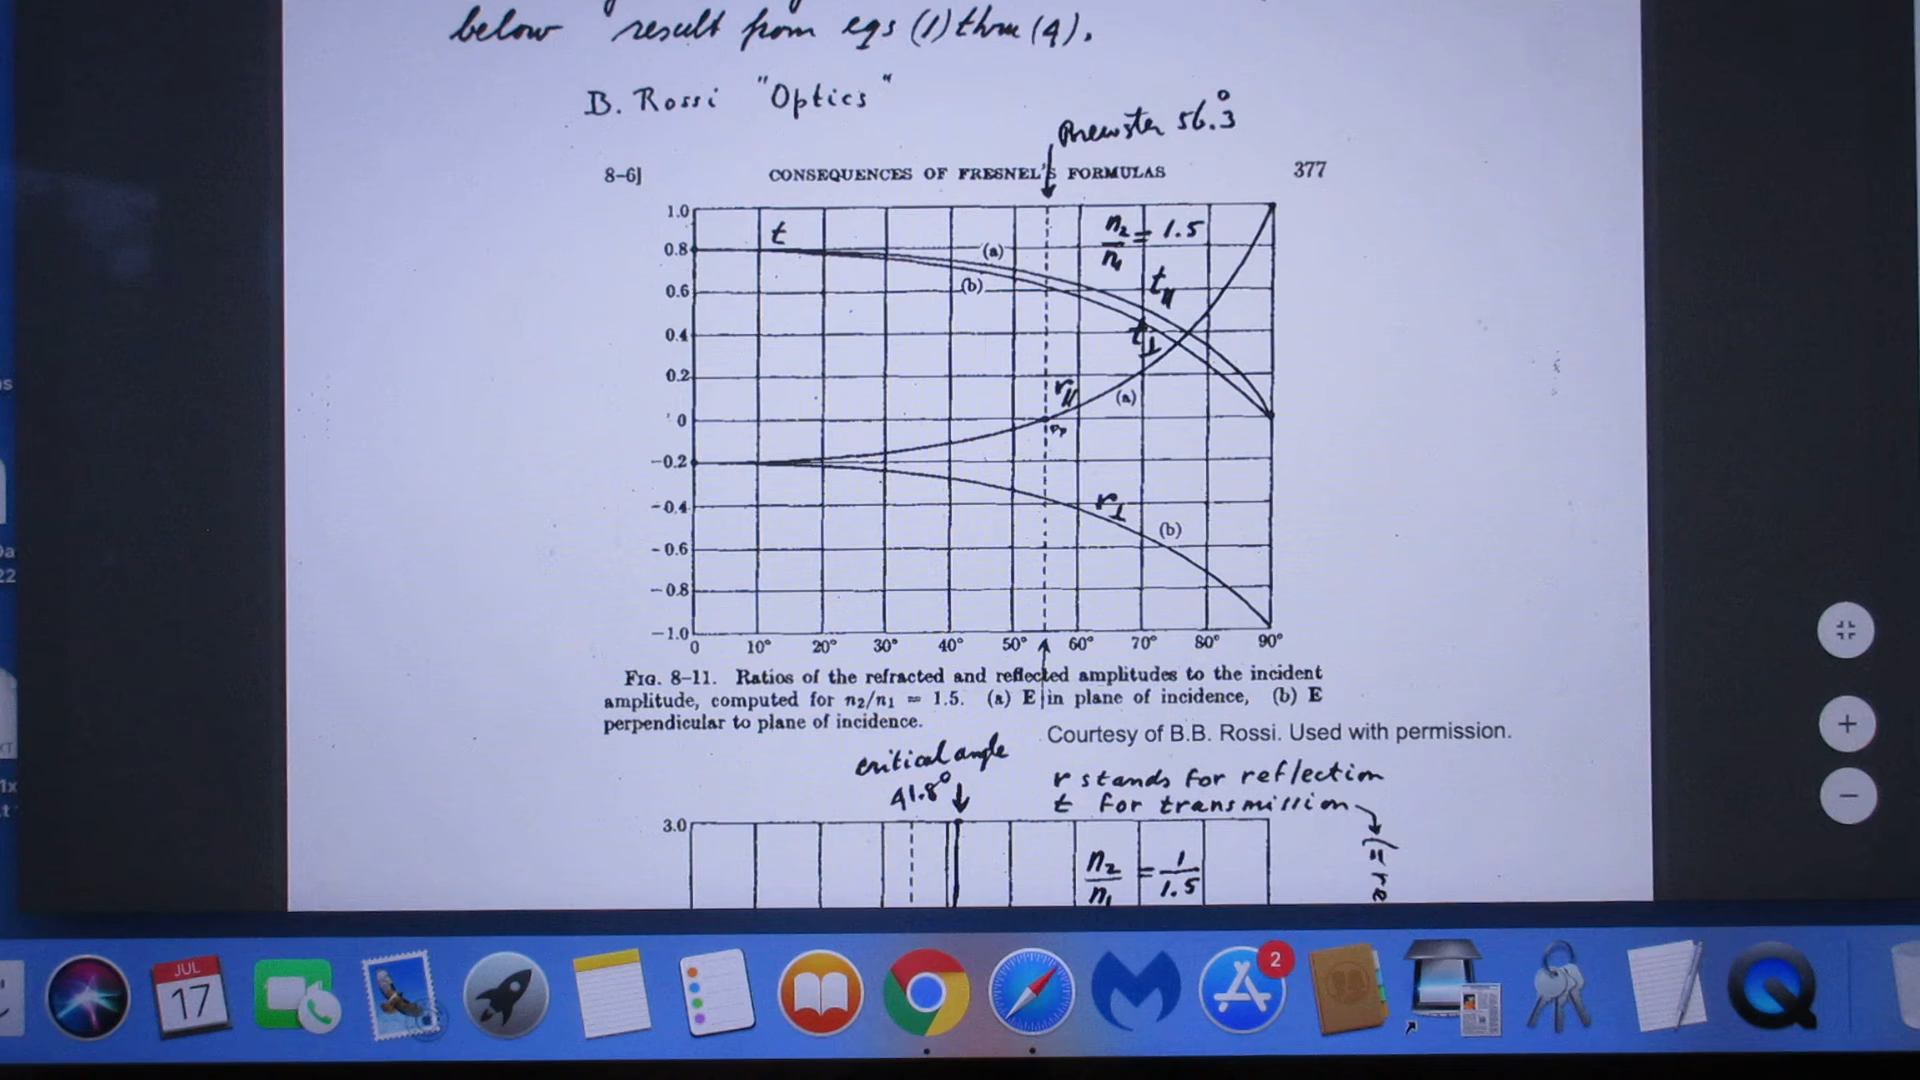 below result from eqs (1) thru (4).
B. Rossi "Optics"
Brewster 56.3°
8-6] CONSEQUENCES OF FRESNEL'S FORMULAS 377
1.0
t
n2/n1 = 1.5
0.8
(a)
t∥
0.6
(b)
0.4
t⊥
0.2
r∥
(a)
0
-0.2
-0.4
r⊥
(b)
-0.6
-0.8
-1.0
0 10° 20° 30° 40° 50° 60° 70° 80° 90°
FIG. 8-11. Ratios of the refracted and reflected amplitudes to the incident
amplitude, computed for n2/n1 = 1.5. (a) E in plane of incidence, (b) E
perpendicular to plane of incidence.
Courtesy of B.B. Rossi. Used with permission.
critical angle
41.8°
r stands for reflection
t for transmission
3.0
n2/n1 = 1/1.5
(= re
JUL
17
2